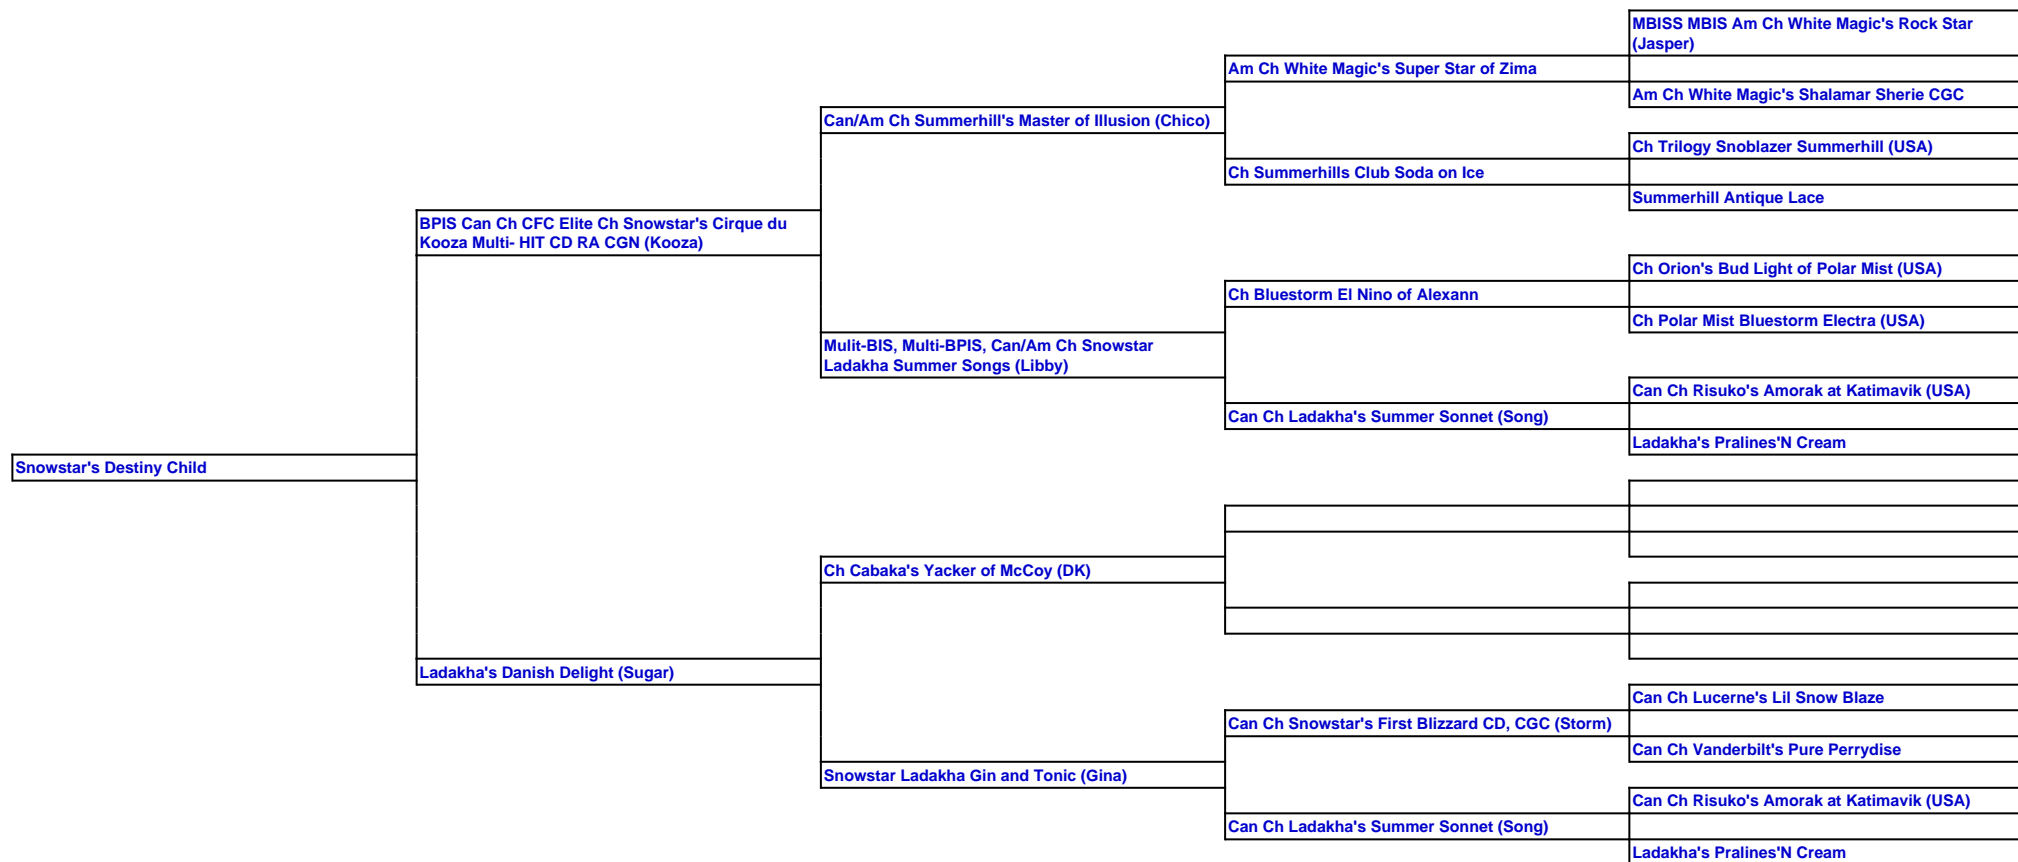 MBISS MBIS Am Ch White Magic's Rock Star
(Jasper)
Am Ch White Magic's Super Star of Zima
Am Ch White Magic's Shalamar Sherie CGC
Can/Am Ch Summerhill's Master of Illusion (Chico)
Ch Trilogy Snoblazer Summerhill (USA)
Ch Summerhills Club Soda on Ice
Summerhill Antique Lace
BPIS Can Ch CFC Elite Ch Snowstar's Cirque du
Kooza Multi- HIT CD RA CGN (Kooza)
Ch Orion's Bud Light of Polar Mist (USA)
Ch Bluestorm El Nino of Alexann
Ch Polar Mist Bluestorm Electra (USA)
Mulit-BIS, Multi-BPIS, Can/Am Ch Snowstar
Ladakha Summer Songs (Libby)
Can Ch Risuko's Amorak at Katimavik (USA)
Can Ch Ladakha's Summer Sonnet (Song)
Ladakha's Pralines'N Cream
Snowstar's Destiny Child
Ch Cabaka's Yacker of McCoy (DK)
Ladakha's Danish Delight (Sugar)
Can Ch Lucerne's Lil Snow Blaze
Can Ch Snowstar's First Blizzard CD, CGC (Storm)
Can Ch Vanderbilt's Pure Perrydise
Snowstar Ladakha Gin and Tonic (Gina)
Can Ch Risuko's Amorak at Katimavik (USA)
Can Ch Ladakha's Summer Sonnet (Song)
Ladakha's Pralines'N Cream